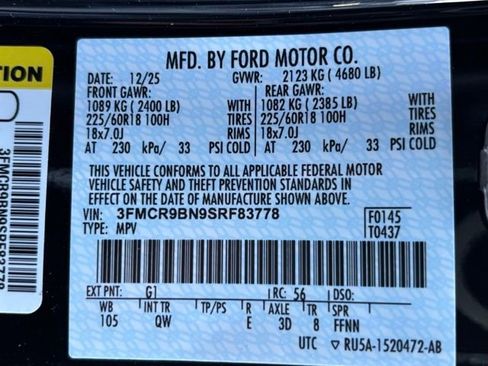 TION
3FMCR9BN9SRF83778
MFD. BY FORD MOTOR CO.
DATE: 12/25 GVWR: 2123 KG ( 4680 LB)
FRONT GAWR: REAR GAWR:
1089 KG ( 2400 LB) 1082 KG ( 2385 LB)
225/60R18 100H TIRES 225/60R18 100H TIRES
18x7.0J RIMS 18x7.0J RIMS
AT 230 kPa/ 33 PSI COLD AT 230 kPa/ 33 PSI COLD
THIS VEHICLE CONFORMS TO ALL APPLICABLE FEDERAL MOTOR
VEHICLE SAFETY AND THEFT PREVENTION STANDARDS IN
EFFECT ON THE DATE OF MANUFACTURE SHOWN ABOVE.
VIN: 3FMCR9BN9SRF83778 F0145
TYPE: MPV T0437
EXT PNT: G1 RC: 56 DSO:
WB INT TR TP/PS R AXLE TR SPR
105 QW E 3D 8 FFNN
UTC ▽ RU5A-1520472-AB